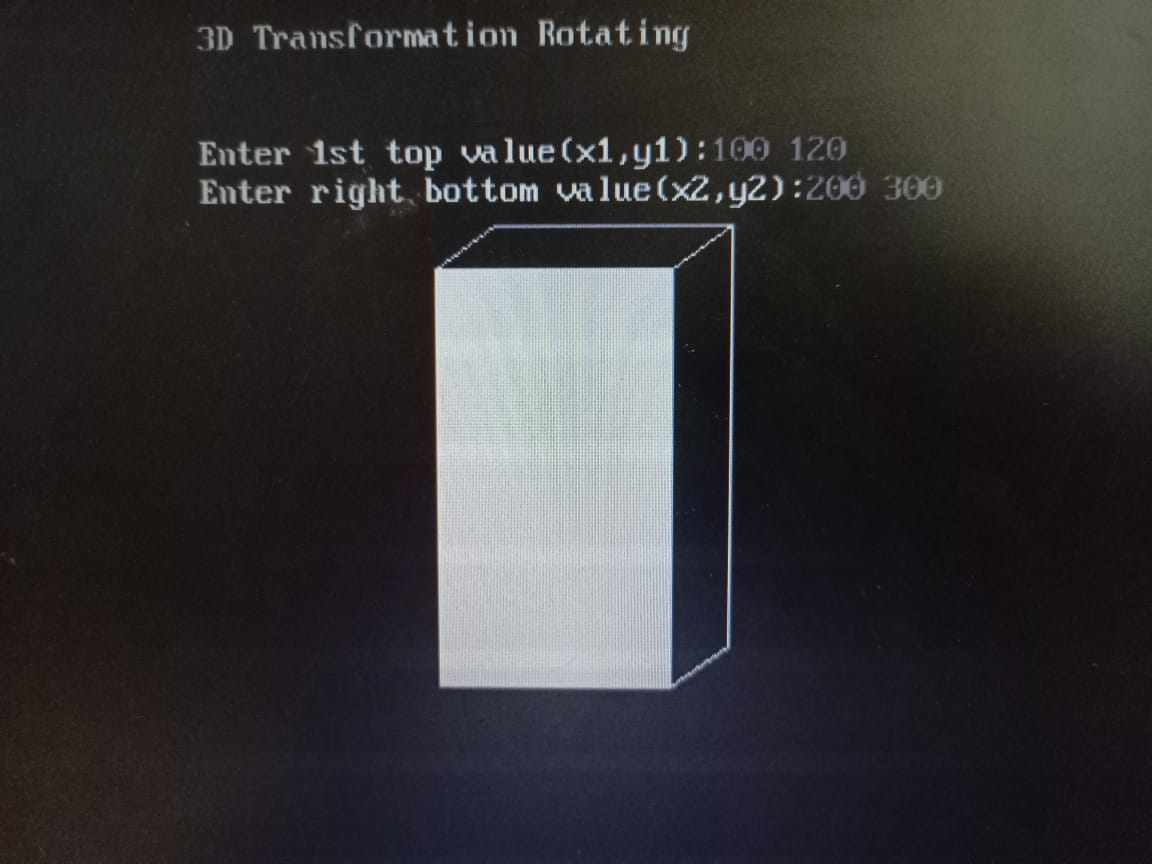 3D Transformation Rotating
Enter 1st top value(x1,y1):100 120
Enter right bottom value(x2,y2):200 300